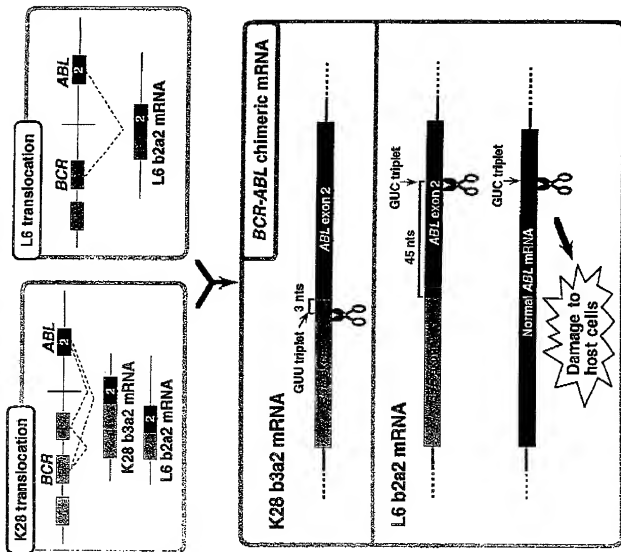 K28 translocation
BCR
ABL
2
2
K28 b3a2 mRNA
2
L6 b2a2 mRNA
L6 translocation
BCR
ABL
2
2
L6 b2a2 mRNA
BCR-ABL chimeric mRNA
K28 b3a2 mRNA
GUU triplet
3 nts
ABL exon 2
L6 b2a2 mRNA
45 nts
GUC triplet
ABL exon 2
GUC triplet
Normal ABL mRNA
Damage to
host cells